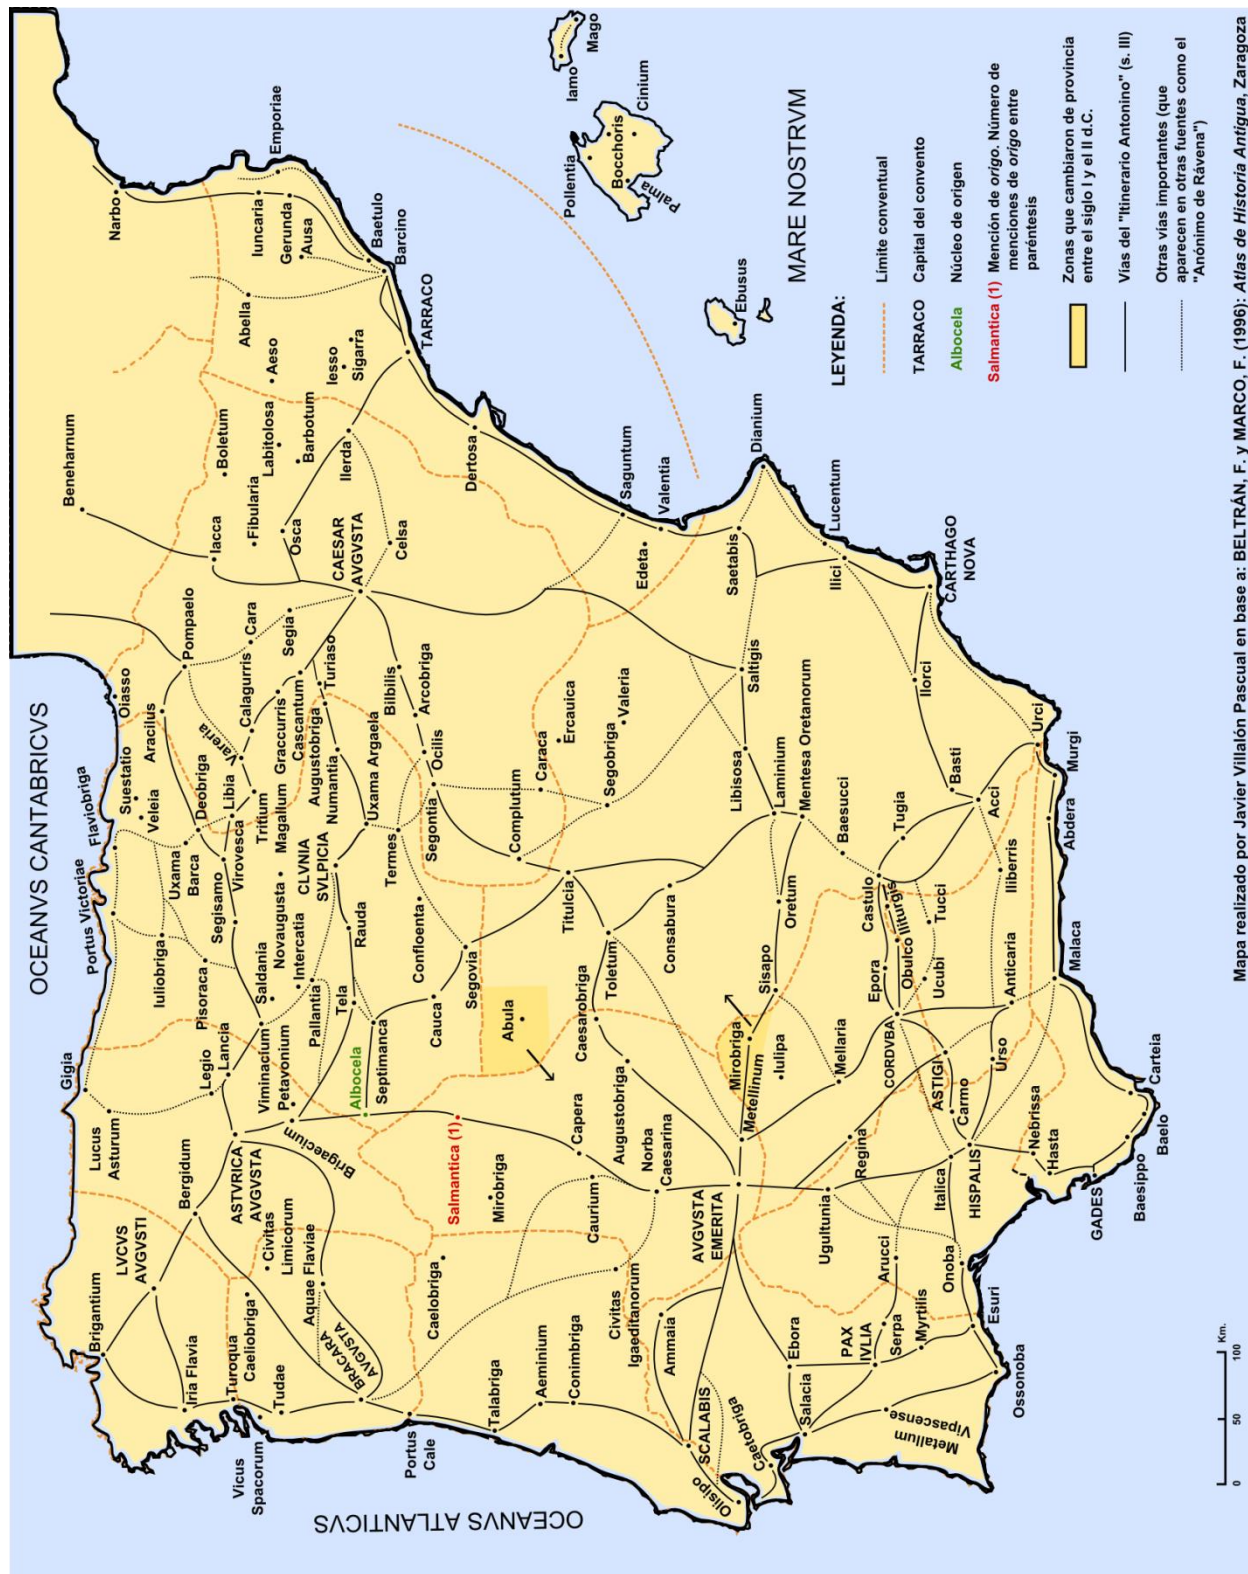 OCEANVS CANTABRICVS
OCEANVS ATLANTICVS
MARE NOSTRVM
Brigantium
LVCVS
AVGVSTI
Iria Flavia
Turoqua
Caeliobriga
Tudae
Vicus
Spacorum
Civitas
Limicorum
Aquae Flaviae
BRACARA
AVGVSTA
Bergidum
Lucus
Asturum
Gigia
ASTVRICA
AVGVSTA
Legio
Lancia
Brigaecium
Petavonium
Viminacium
Portus Victoriae
Flaviobriga
Iuliobriga
Pisoraca
Saldania
Intercatia
Novaugusta
Pallantia
Tela
Rauda
Segisamo
Virovesca
Uxama
Barca
Deobriga
Suestatio
Veleia
Libia
Tritium
Magallum
Vareria
Calagurris
Graccurris
Cascantum
Turiaso
Augustobriga
Numantia
CLVNIA
SVLPICIA
Uxama Argaela
Termes
Ocilis
Segontia
Arcobriga
Bilbilis
Oiasso
Aracilus
Pompaelo
Cara
Segia
CAESAR
AVGVSTA
Beneharnum
Iacca
Fibularia
Osca
Celsa
Boletum
Labitolosa
Barbotum
Ilerda
Aeso
Iesso
Sigarra
Abella
Ausa
Gerunda
Iuncaria
Narbo
Emporiae
Baetulo
Barcino
TARRACO
Dertosa
Saguntum
Valentia
Edeta
Saetabis
Dianium
Lucentum
Ilici
CARTHAGO
NOVA
Ebusus
Palma
Bocchoris
Pollentia
Cinium
Iamo
Mago
Portus
Cale
Talabriga
Aeminium
Conimbriga
Caelobriga
Albocela
Septimanca
Salmantica (1)
Mirobriga
Cauca
Confloenta
Segovia
Abula
Complutum
Caraca
Ercauica
Segobriga
Valeria
Titulcia
Toletum
Consabura
Caesarobriga
Augustobriga
Capera
Caurium
Norba
Caesarina
Civitas
Igaeditanorum
Ammaia
SCALABIS
Olisipo
Caetobriga
Salacia
Ebora
PAX
IVLIA
Serpa
Myrtilis
Arucci
Metallum
Vipascense
Ossonoba
Esuri
Onoba
AVGVSTA
EMERITA
Metellinum
Mirobriga
Iulipa
Sisapo
Oretum
Mellaria
Regina
Ugultunia
Italica
HISPALIS
Carmo
ASTIGI
Urso
CORDVBA
Epora
Obulco
Iliturgis
Castulo
Ucubi
Tucci
Anticaria
Malaca
Iliberris
Acci
Basti
Tugia
Baesucci
Mentesa Oretanorum
Laminium
Libisosa
Saltigis
Ilorci
Urci
Murgi
Abdera
Nebrissa
Hasta
GADES
Baesippo
Baelo
Carteia
LEYENDA:
Límite conventual
TARRACO Capital del convento
Albocela Núcleo de origen
Salmantica (1) Mención de origo. Número de
menciones de origo entre
paréntesis
Zonas que cambiaron de provincia
entre el siglo I y el II d.C.
Vías del "Itinerario Antonino" (s. III)
Otras vías importantes (que
aparecen en otras fuentes como el
"Anónimo de Rávena")
0 50 100 Km.
Mapa realizado por Javier Villalón Pascual en base a: BELTRÁN, F. y MARCO, F. (1996): Atlas de Historia Antigua, Zaragoza